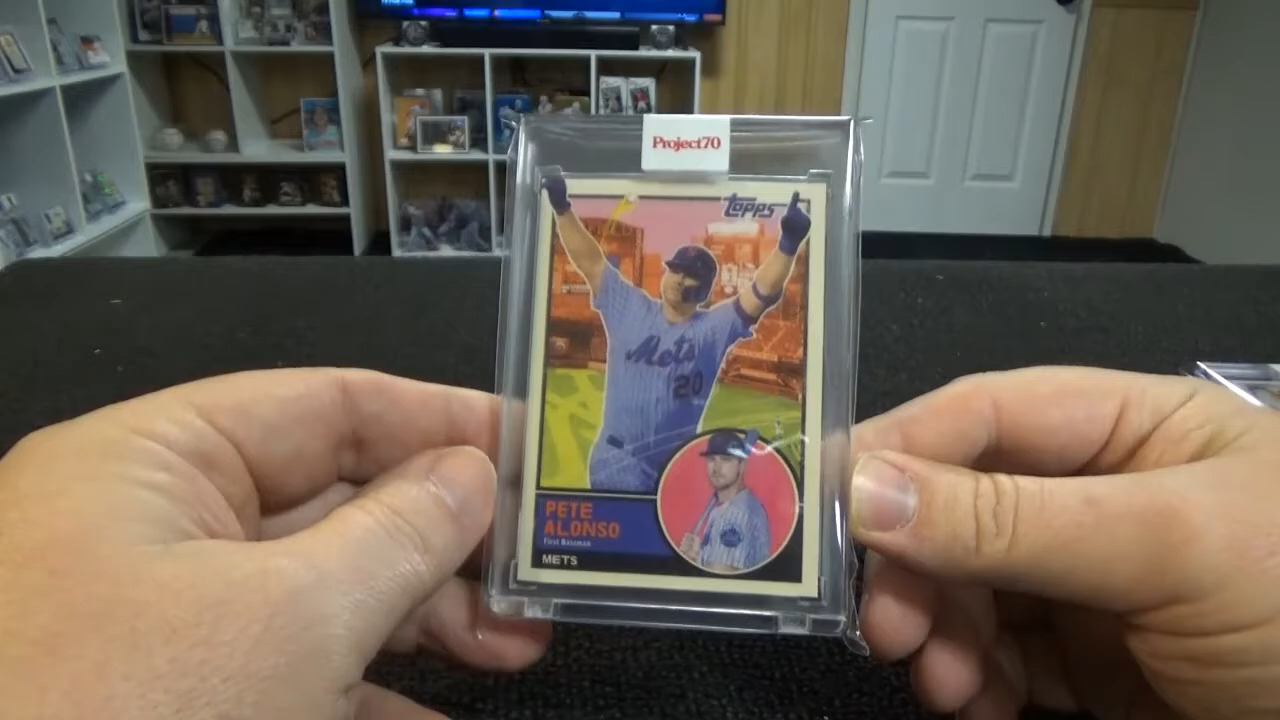 Project70
Topps
Mets
20
PETE
ALONSO
First Baseman
METS